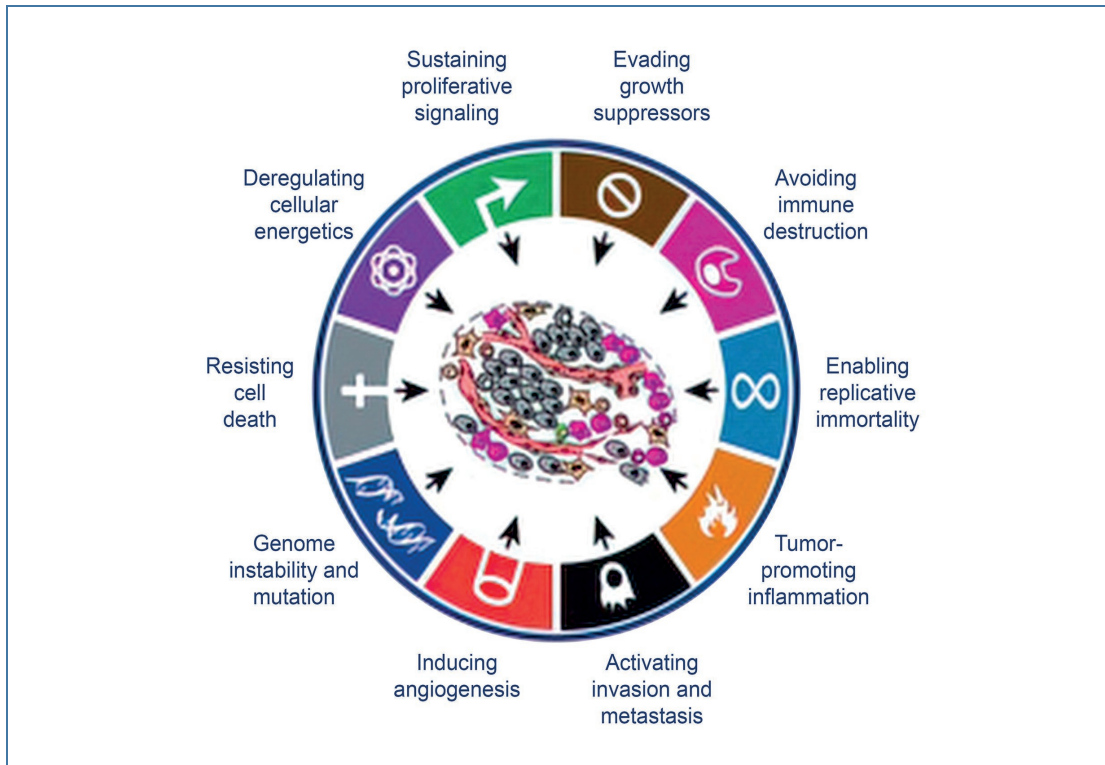 Sustaining
proliferative
signaling
Evading
growth
suppressors
Deregulating
cellular
energetics
Avoiding
immune
destruction
Resisting
cell
death
Enabling
replicative
immortality
Genome
instability and
mutation
Tumor-
promoting
inflammation
Inducing
angiogenesis
Activating
invasion and
metastasis